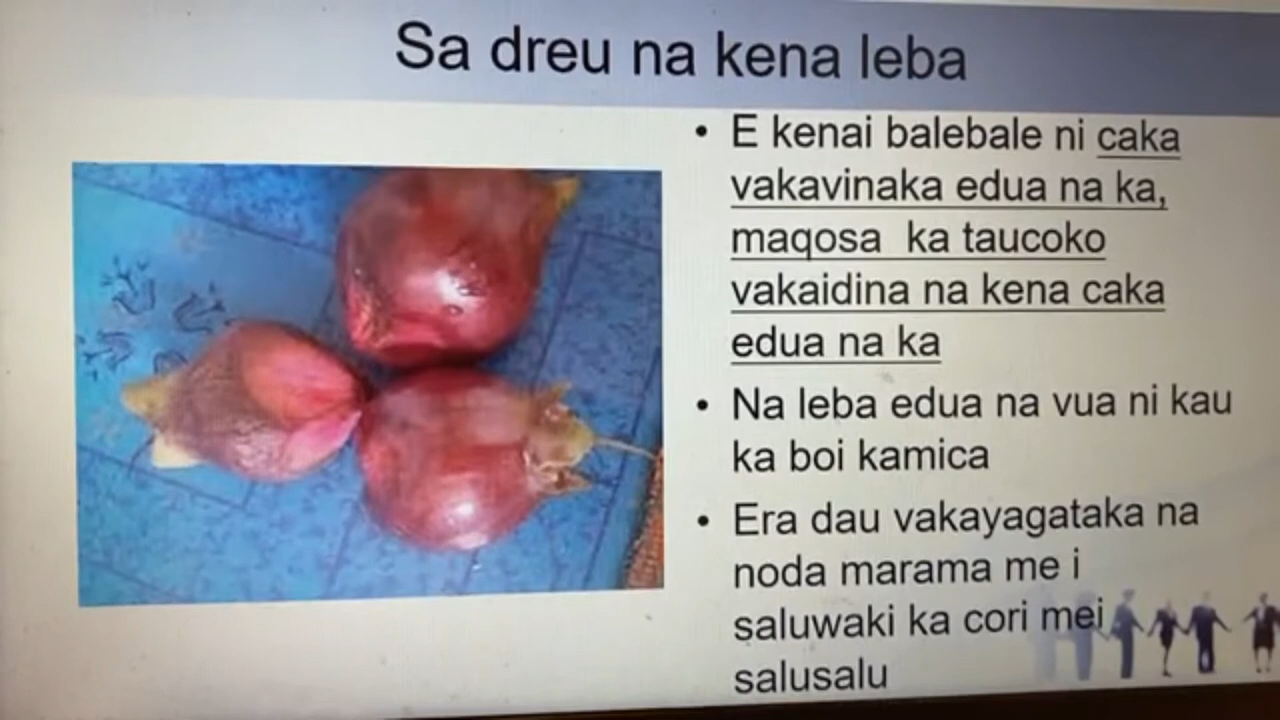 Sa dreu na kena leba
• E kenai balebale ni caka
vakavinaka edua na ka,
maqosa ka taucoko
vakaidina na kena caka
edua na ka
• Na leba edua na vua ni kau
ka boi kamica
• Era dau vakayagataka na
noda marama me i
saluwaki ka cori mei
salusalu